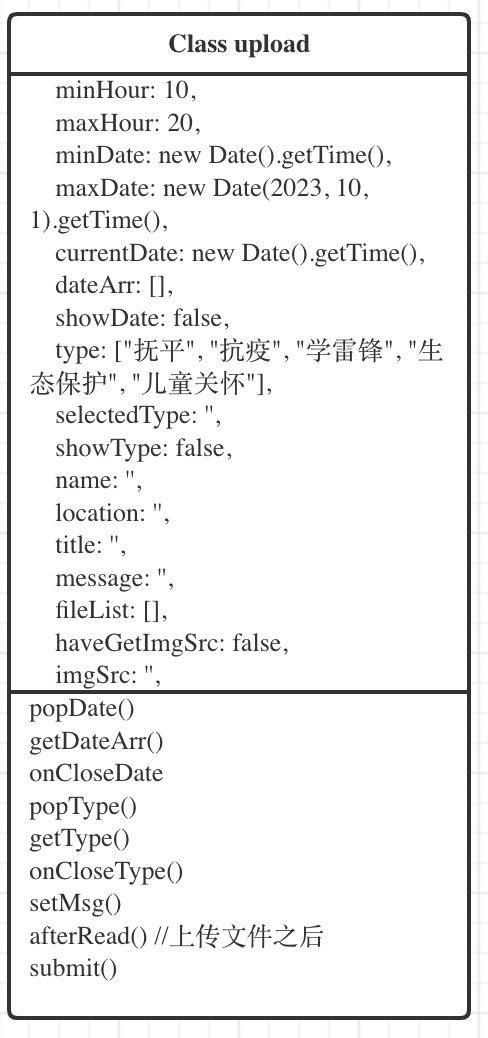 Class upload
minHour: 10,
maxHour: 20,
minDate: new Date().getTime(),
maxDate: new Date(2023, 10,
1).getTime(),
currentDate: new Date().getTime(),
dateArr: [],
showDate: false,
type: ["抚平", "抗疫", "学雷锋", "生
态保护", "儿童关怀"],
selectedType: '',
showType: false,
name: '',
location: '',
title: '',
message: '',
fileList: [],
haveGetImgSrc: false,
imgSrc: '',
popDate()
getDateArr()
onCloseDate
popType()
getType()
onCloseType()
setMsg()
afterRead() //上传文件之后
submit()